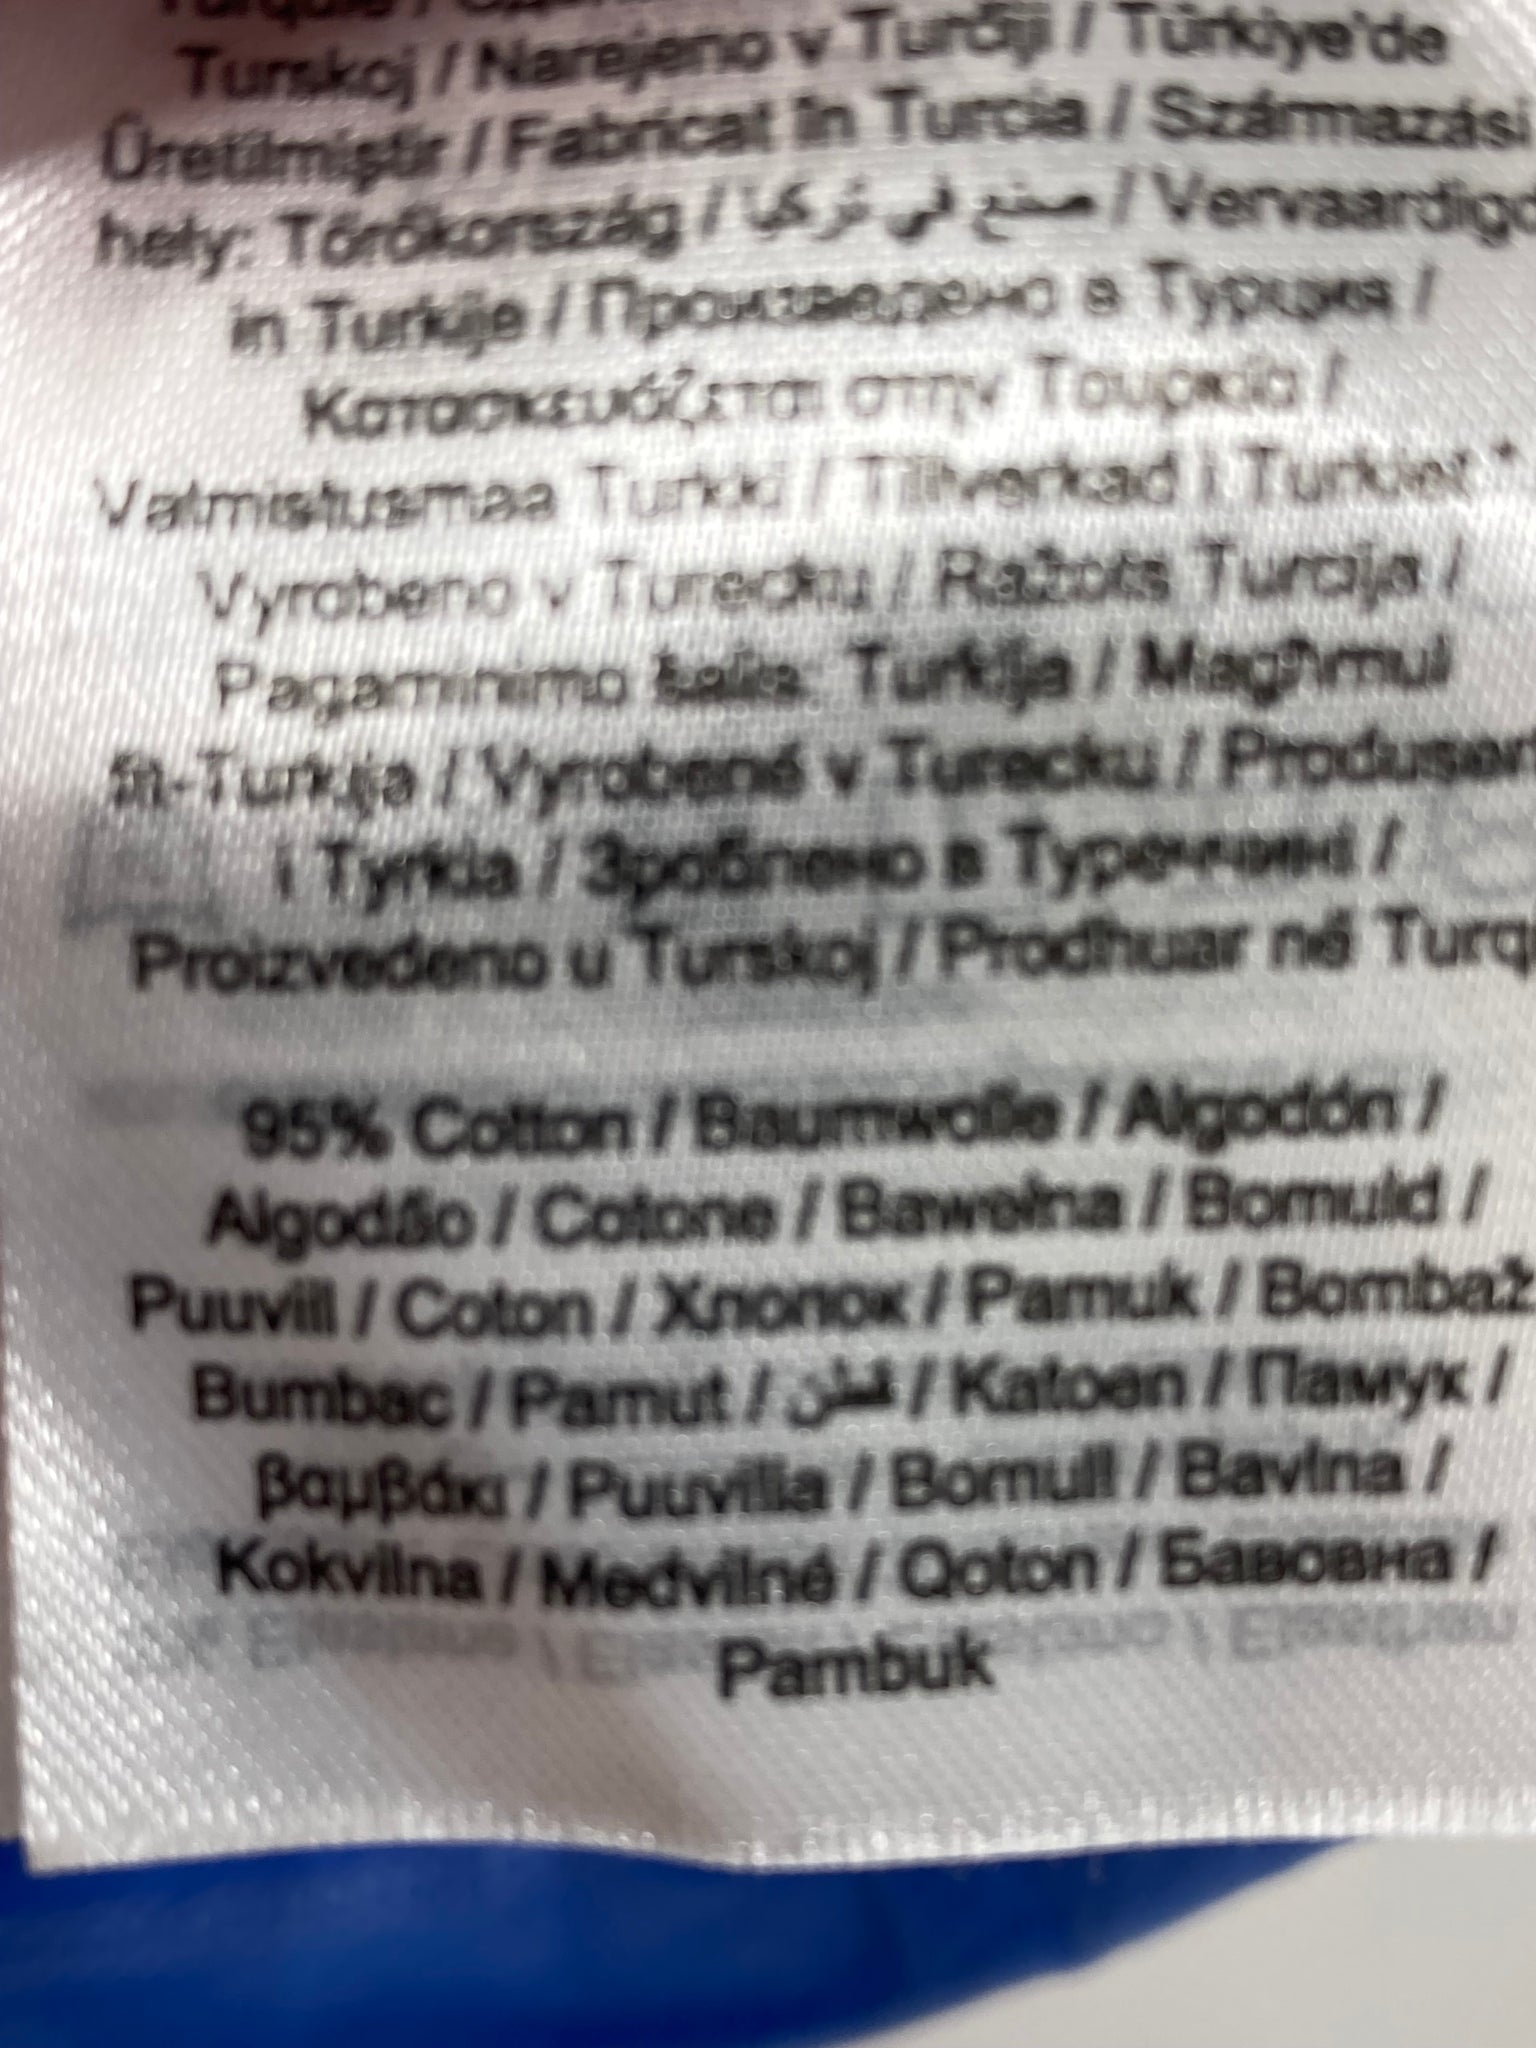 Turskoj / Narejeno v Turčiji / Türkiye'de
Üretilmiştir / Fabricat în Turcia / Származási
hely: Törökország / صنع في تركيا / Vervaardigd
in Turkije / Произведено в Турция /
Κατασκευάζεται στην Τουρκία /
Valmistusmaa Turkki / Tillverkad i Turkiet
Vyrobeno v Turecku / Ražots Turcija /
Pagaminimo šalis: Turkija / Magħmul
fit-Turkija / Vyrobené v Turecku / Produsert
i Tyrkia / Зроблено в Туреччині /
Proizvedeno u Turskoj / Prodhuar në Turqi
95% Cotton / Baumwolle / Algodón /
Algodão / Cotone / Bawełna / Bomuld /
Puuvill / Coton / Хлопок / Pamuk / Bombaž
Bumbac / Pamut / قطن / Katoen / Памук /
βαμβάκι / Puuvilla / Bomull / Bavlna /
Kokvilna / Medvilnė / Qoton / Бавовна /
Pambuk